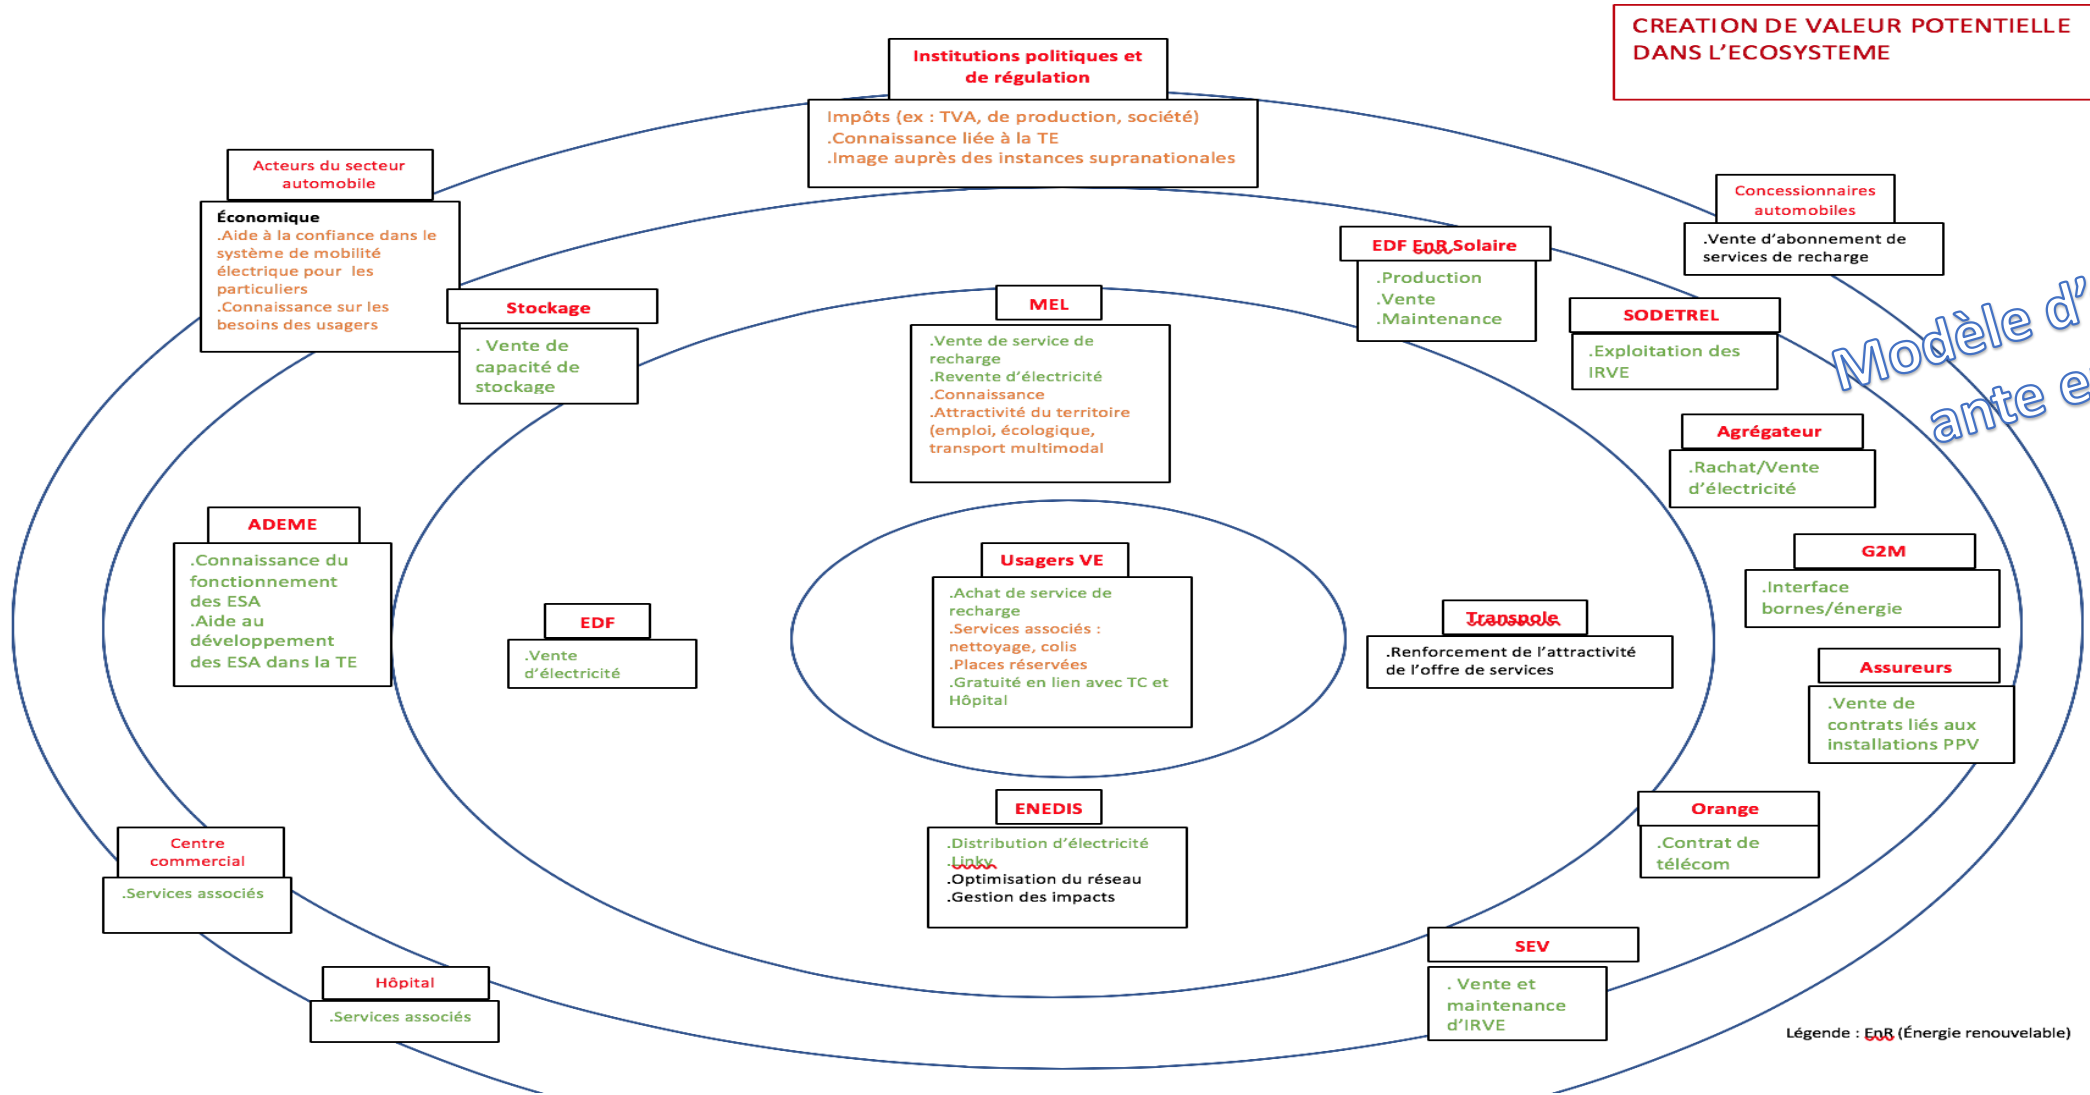 CREATION DE VALEUR POTENTIELLE
DANS L'ECOSYSTEME
Institutions politiques et
de régulation
Impôts (ex : TVA, de production, société)
.Connaissance liée à la TE
.Image auprès des instances supranationales
Acteurs du secteur
automobile
Économique
.Aide à la confiance dans le
système de mobilité
électrique pour les
particuliers
.Connaissance sur les
besoins des usagers
Concessionnaires
automobiles
.Vente d'abonnement de
services de recharge
EDF EnR Solaire
.Production
.Vente
.Maintenance
Stockage
. Vente de
capacité de
stockage
MEL
.Vente de service de
recharge
.Revente d'électricité
.Connaissance
.Attractivité du territoire
(emploi, écologique,
transport multimodal
SODETREL
.Exploitation des
IRVE
Modèle d'
ante e
Agrégateur
.Rachat/Vente
d'électricité
ADEME
.Connaissance du
fonctionnement
des ESA
.Aide au
développement
des ESA dans la TE
Usagers VE
.Achat de service de
recharge
.Services associés :
nettoyage, colis
.Places réservées
.Gratuité en lien avec TC et
Hôpital
G2M
.Interface
bornes/énergie
EDF
.Vente
d'électricité
Transpole
.Renforcement de l'attractivité
de l'offre de services
Assureurs
.Vente de
contrats liés aux
installations PPV
ENEDIS
.Distribution d'électricité
.Linky
.Optimisation du réseau
.Gestion des impacts
Orange
.Contrat de
télécom
Centre
commercial
.Services associés
Hôpital
.Services associés
SEV
. Vente et
maintenance
d'IRVE
Légende : EnR (Énergie renouvelable)